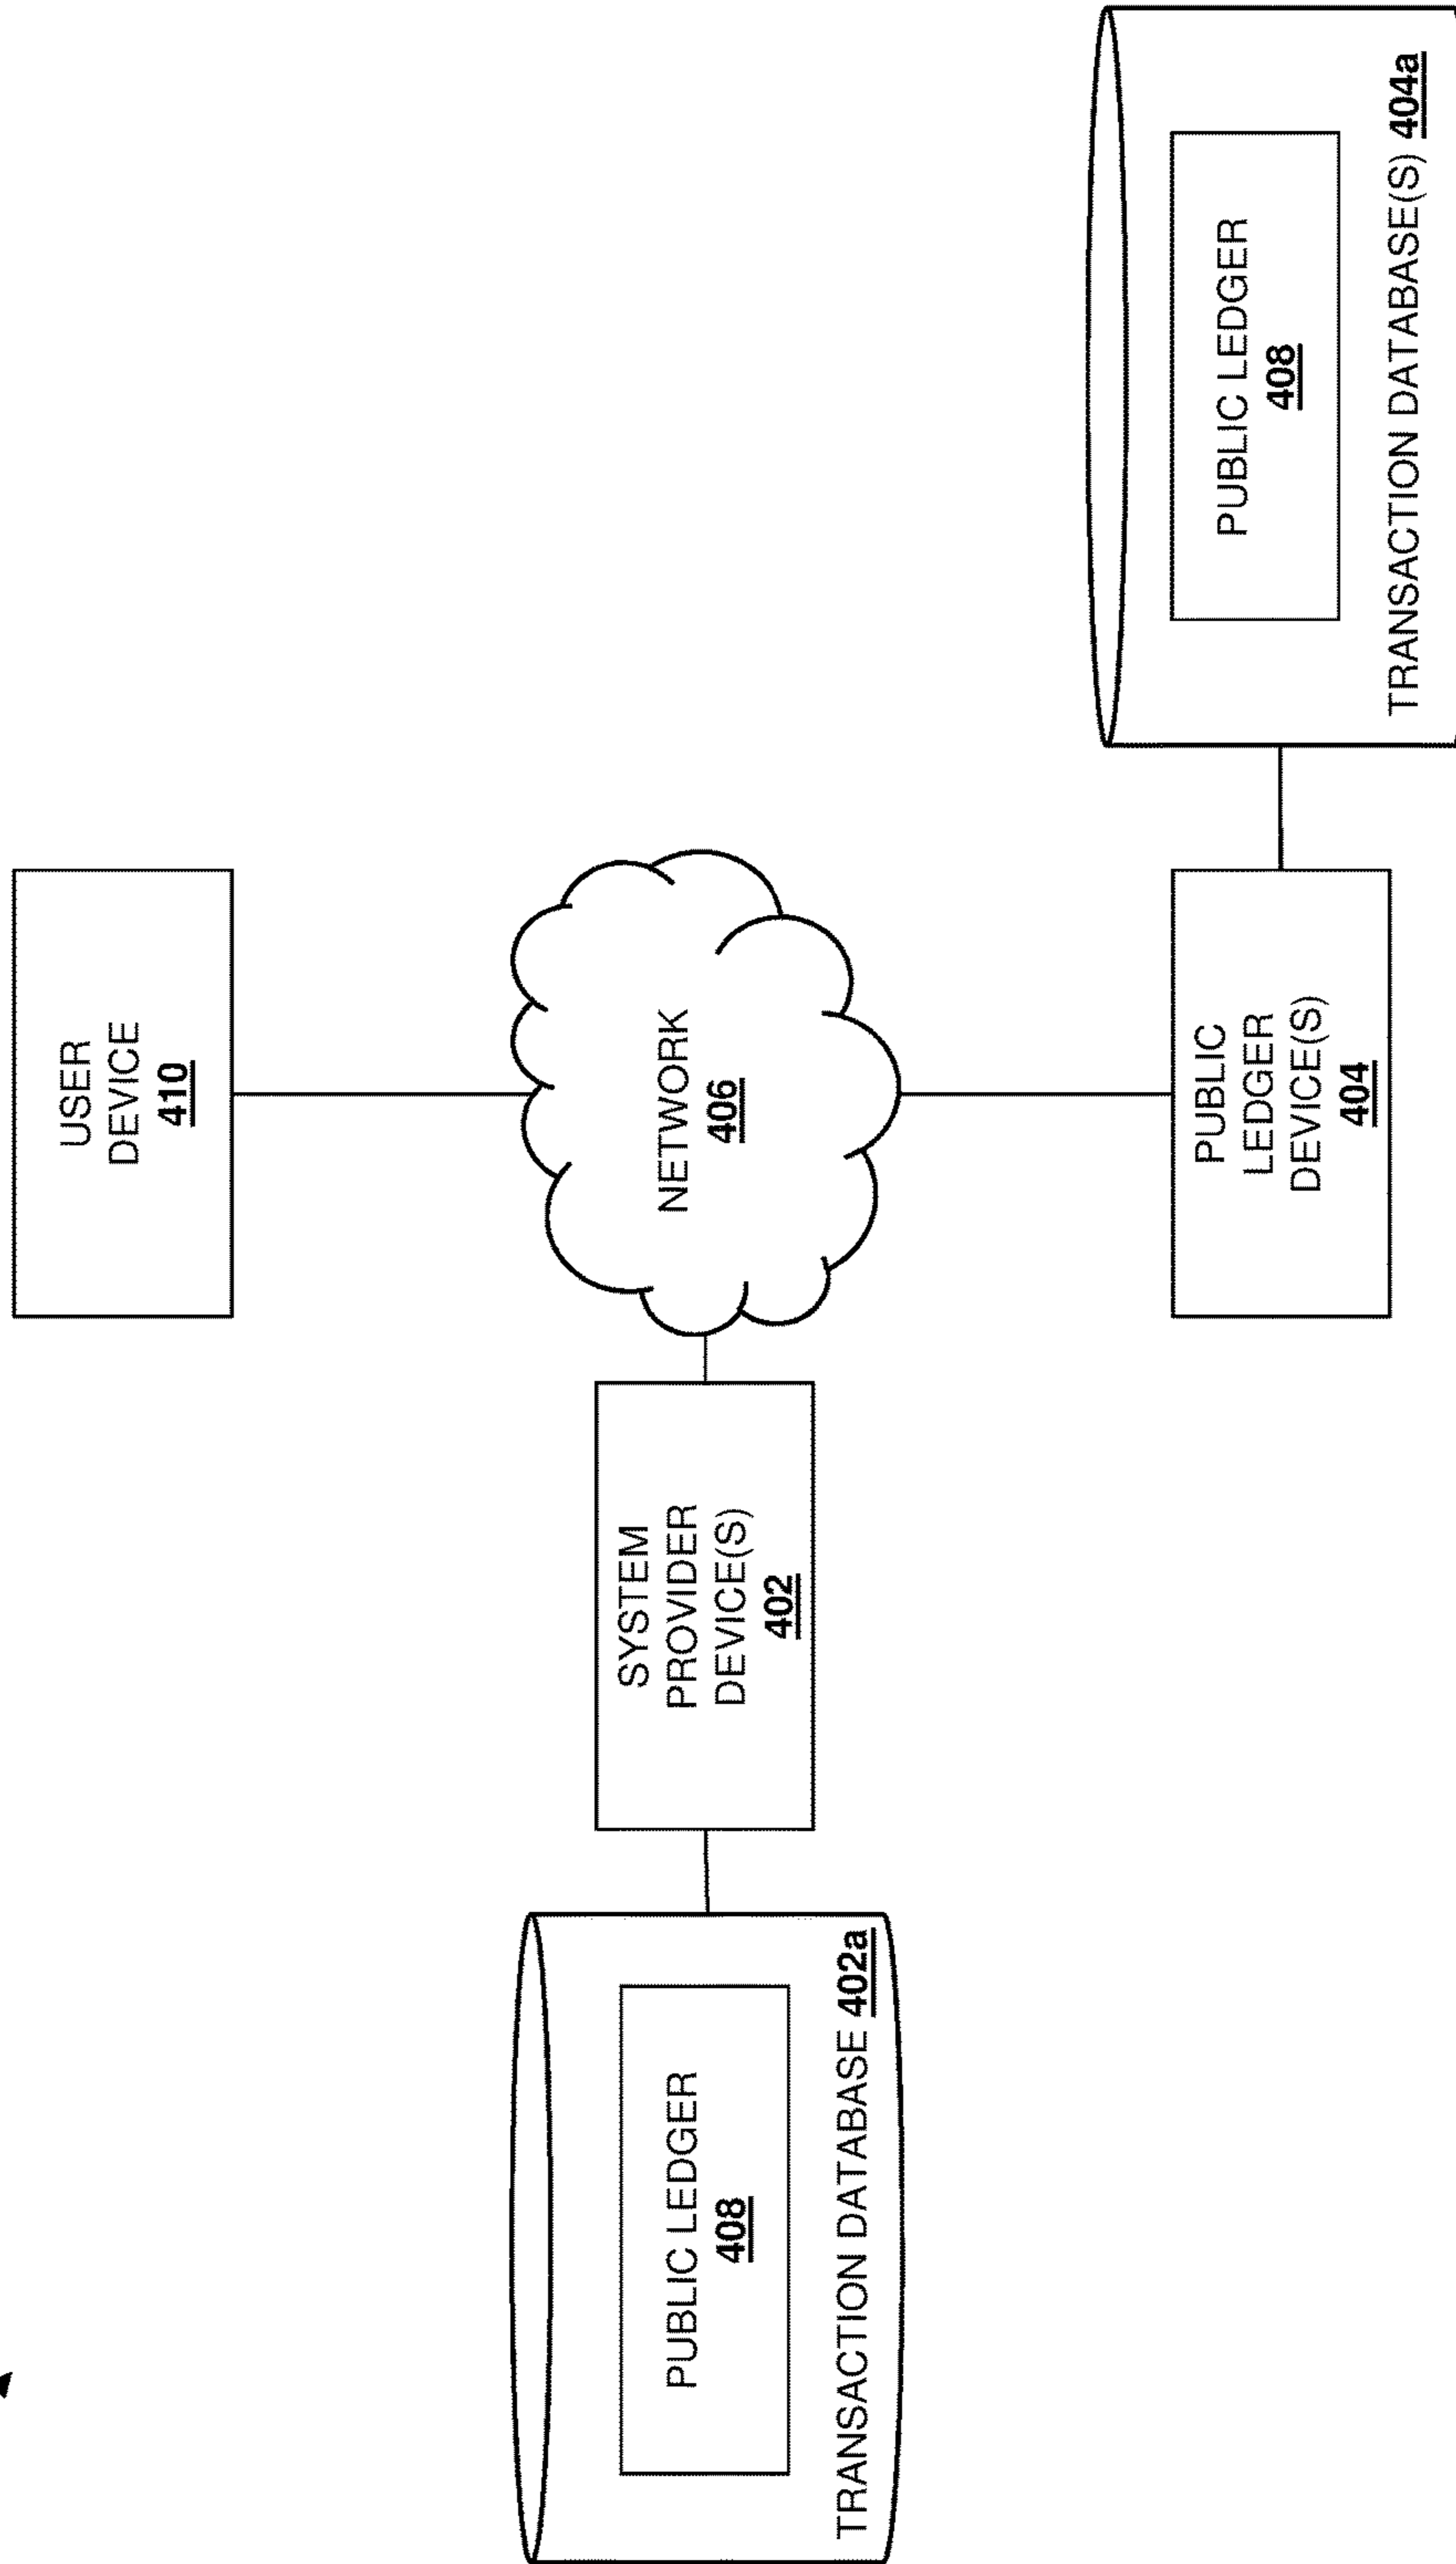 USER
DEVICE
410
NETWORK
406
SYSTEM
PROVIDER
DEVICE(S)
402
PUBLIC LEDGER
408
TRANSACTION DATABASE 402a
PUBLIC
LEDGER
DEVICE(S)
404
PUBLIC LEDGER
408
TRANSACTION DATABASE(S) 404a